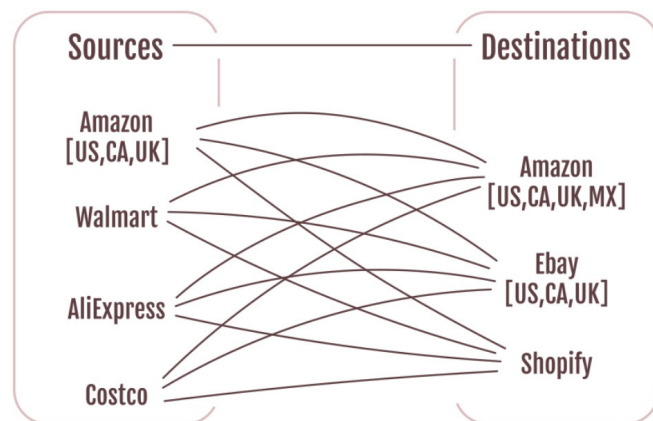 Sources
Destinations
Amazon
[US,CA,UK]
Walmart
AliExpress
Costco
Amazon
[US,CA,UK,MX]
Ebay
[US,CA,UK]
Shopify